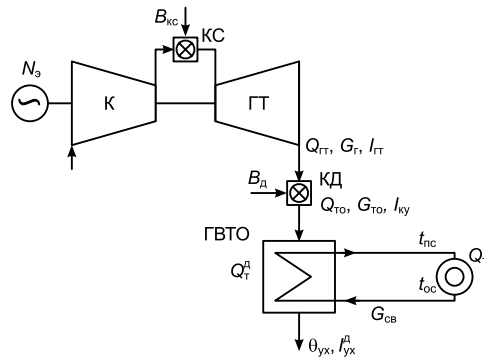 Bкс
КС
Nэ
К
ГТ
Qгт, Gг, Iгт
Bд
КД
Qто, Gто, Iку
ГВТО
Qтд
tпс
tос
Gсв
θух, Iухд